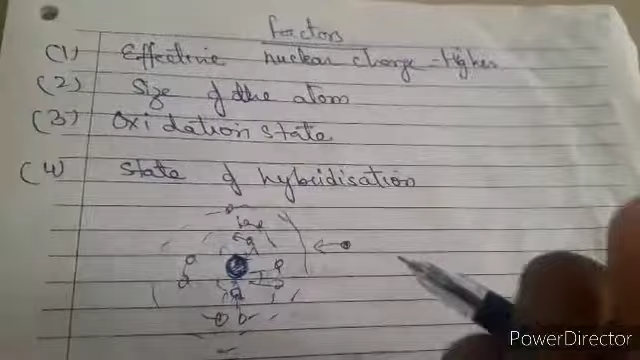 Factors
(1) Effective nuclear charge - Higher
(2) Size of the atom
(3) Oxidation state
(4) State of hybridisation
PowerDirector